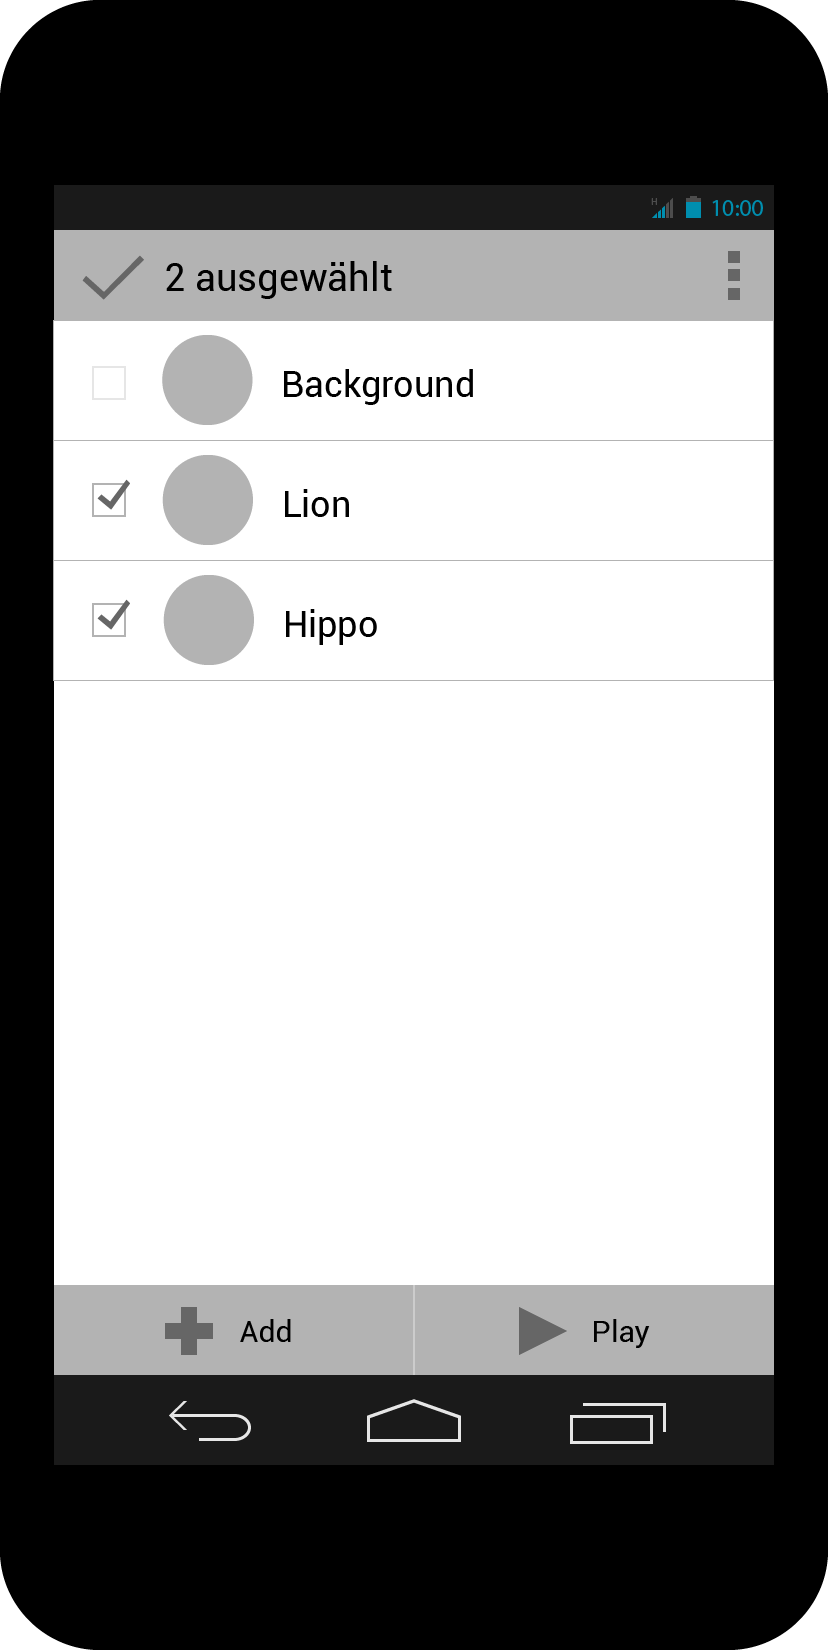 H 10:00
2 ausgewählt
Background
Lion
Hippo
Add Play